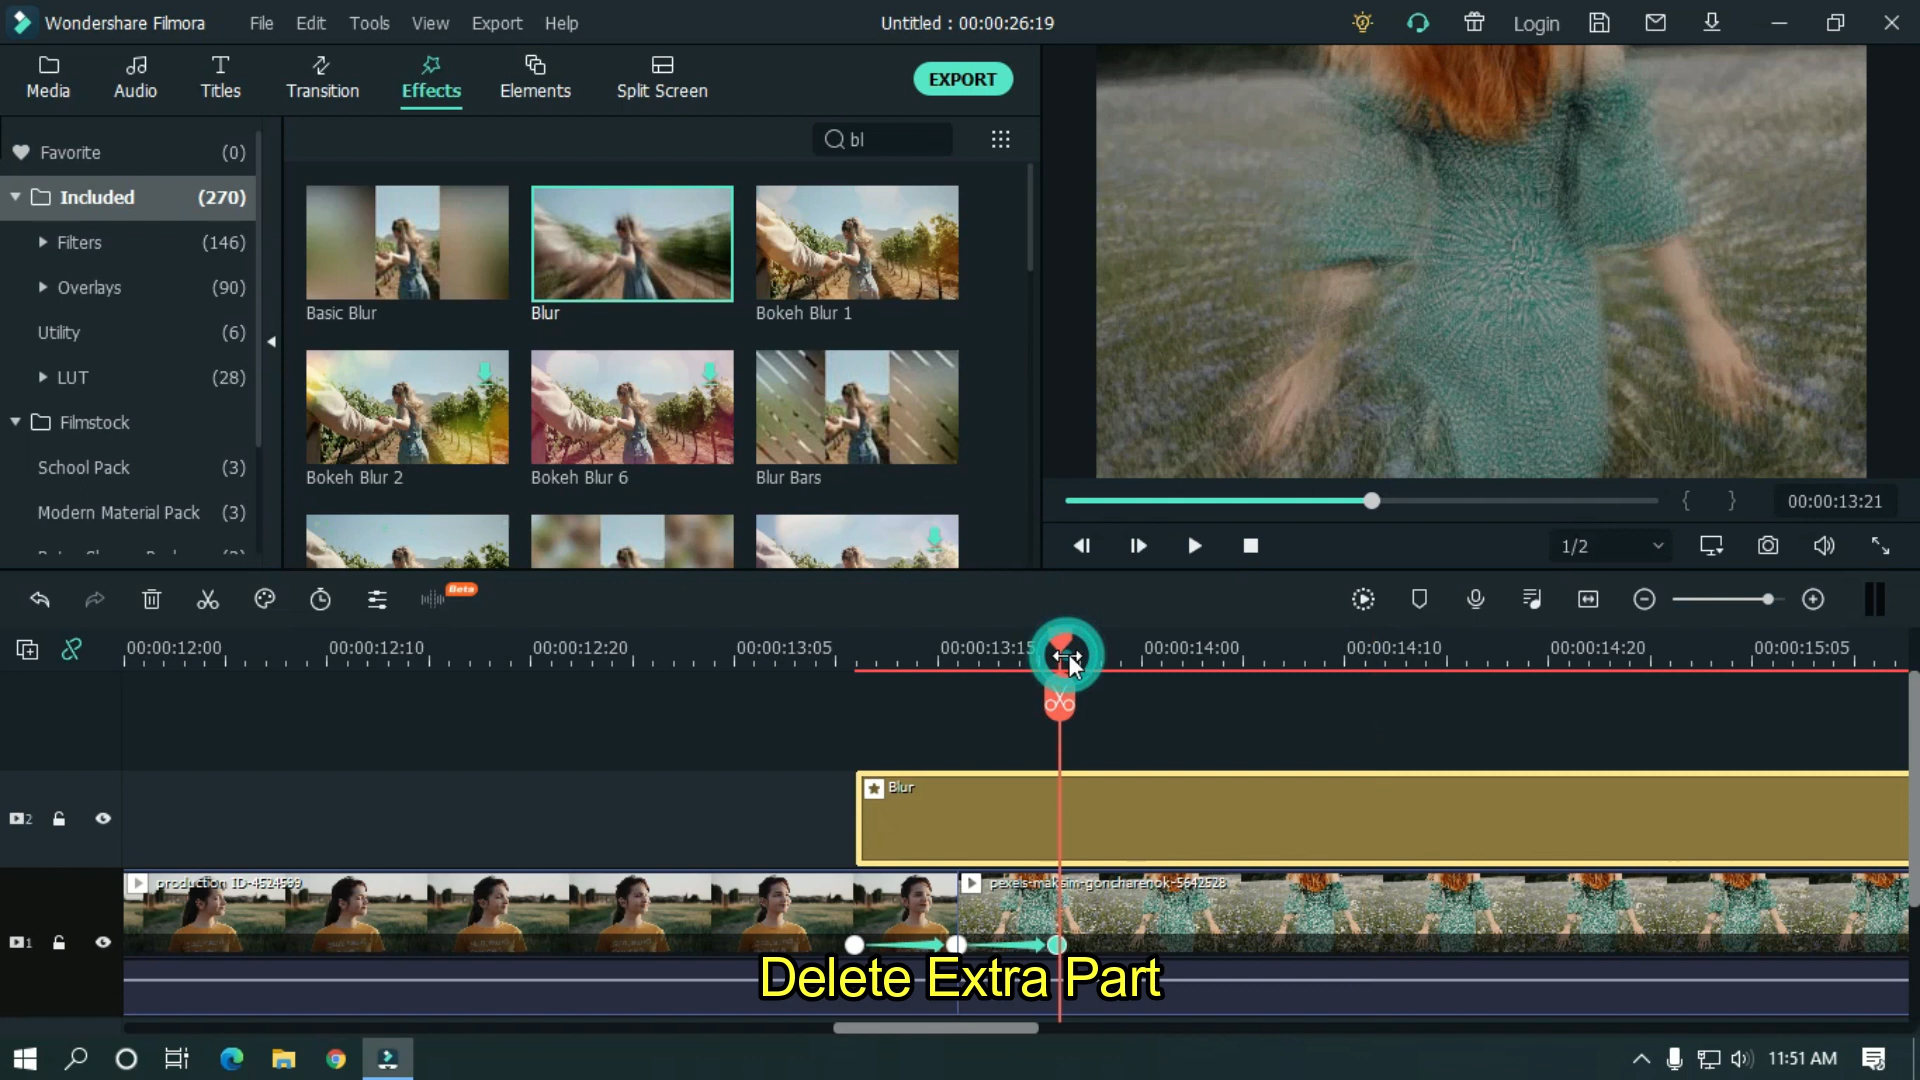 Wondershare Filmora
File Edit Tools View Export Help
Untitled : 00:00:26:19
Login
Media Audio Titles Transition Effects Elements Split Screen
EXPORT
bl
Favorite (0)
Included (270)
Filters (146)
Overlays (90)
Utility (6)
LUT (28)
Filmstock
School Pack (3)
Modern Material Pack (3)
Basic Blur Blur Bokeh Blur 1
Bokeh Blur 2 Bokeh Blur 6 Blur Bars
00:00:13:21
1/2
Beta
00:00:12:00 00:00:12:10 00:00:12:20 00:00:13:05 00:00:13:15 00:00:14:00 00:00:14:10 00:00:14:20 00:00:15:05
Blur
2
production ID-4524599 pexels-maksim-goncharenok-5642528
1
Delete Extra Part
11:51 AM